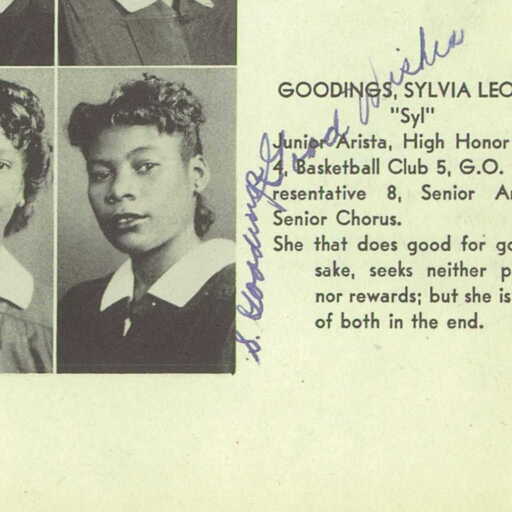 GOODINGS, SYLVIA LEO
"Syl"
Junior Arista, High Honor
4, Basketball Club 5, G.O.
resentative 8, Senior Ar
Senior Chorus.
She that does good for go
sake, seeks neither p
nor rewards; but she is
of both in the end.
Good Wishes
S. Goodings